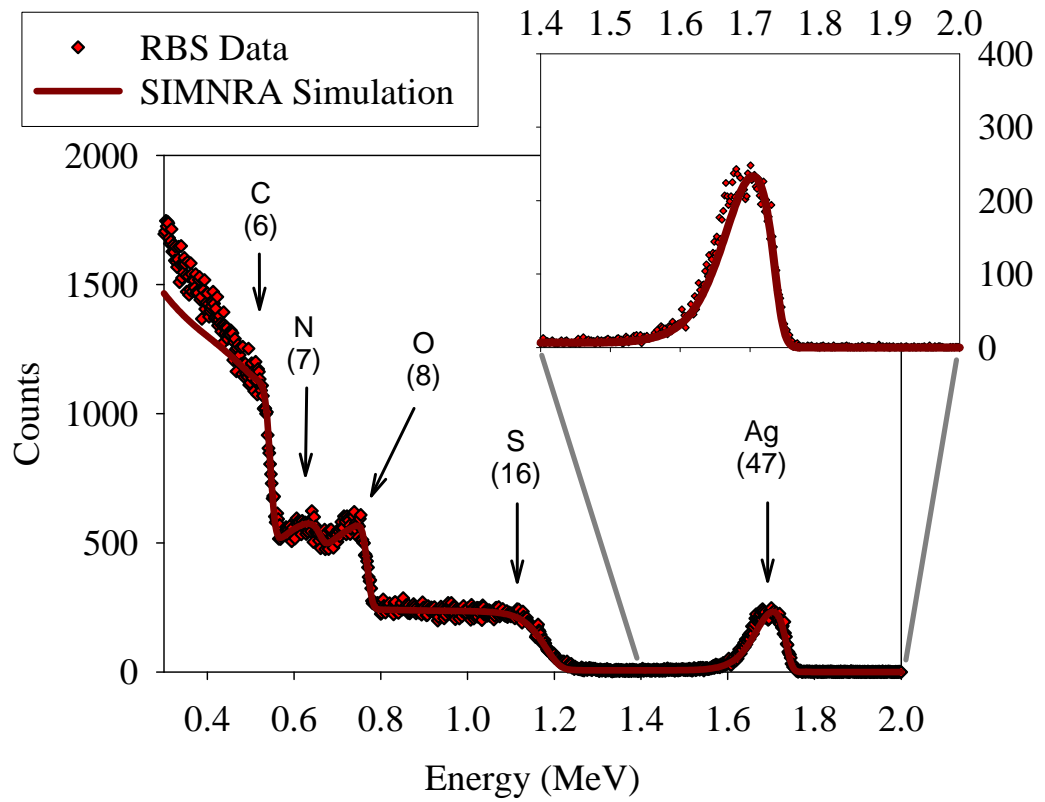 RBS Data
SIMNRA Simulation
1.4 1.5 1.6 1.7 1.8 1.9 2.0
400
300
200
100
0
2000
1500
1000
500
0
Counts
C
(6)
N
(7)
O
(8)
S
(16)
Ag
(47)
0.4 0.6 0.8 1.0 1.2 1.4 1.6 1.8 2.0
Energy (MeV)